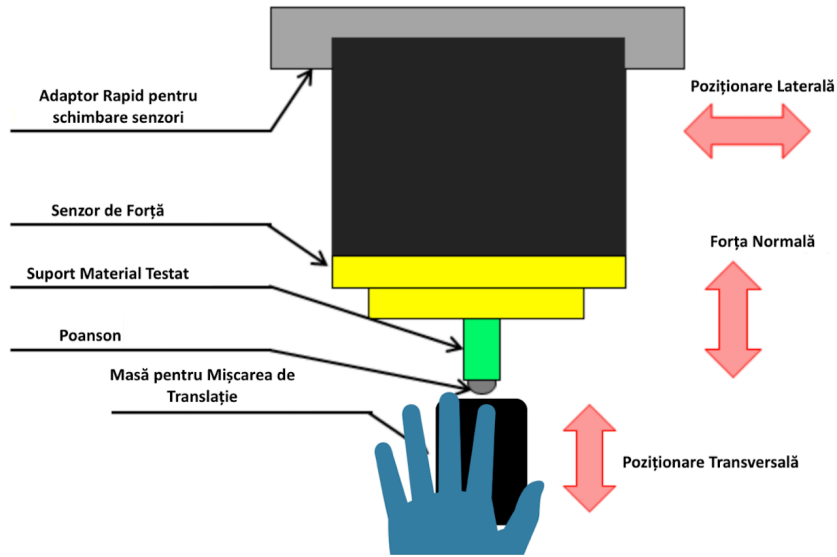 Adaptor Rapid pentru
schimbare senzori
Senzor de Forță
Suport Material Testat
Poanson
Masă pentru Mișcarea de
Translație
Poziționare Laterală
Forța Normală
Poziționare Transversală